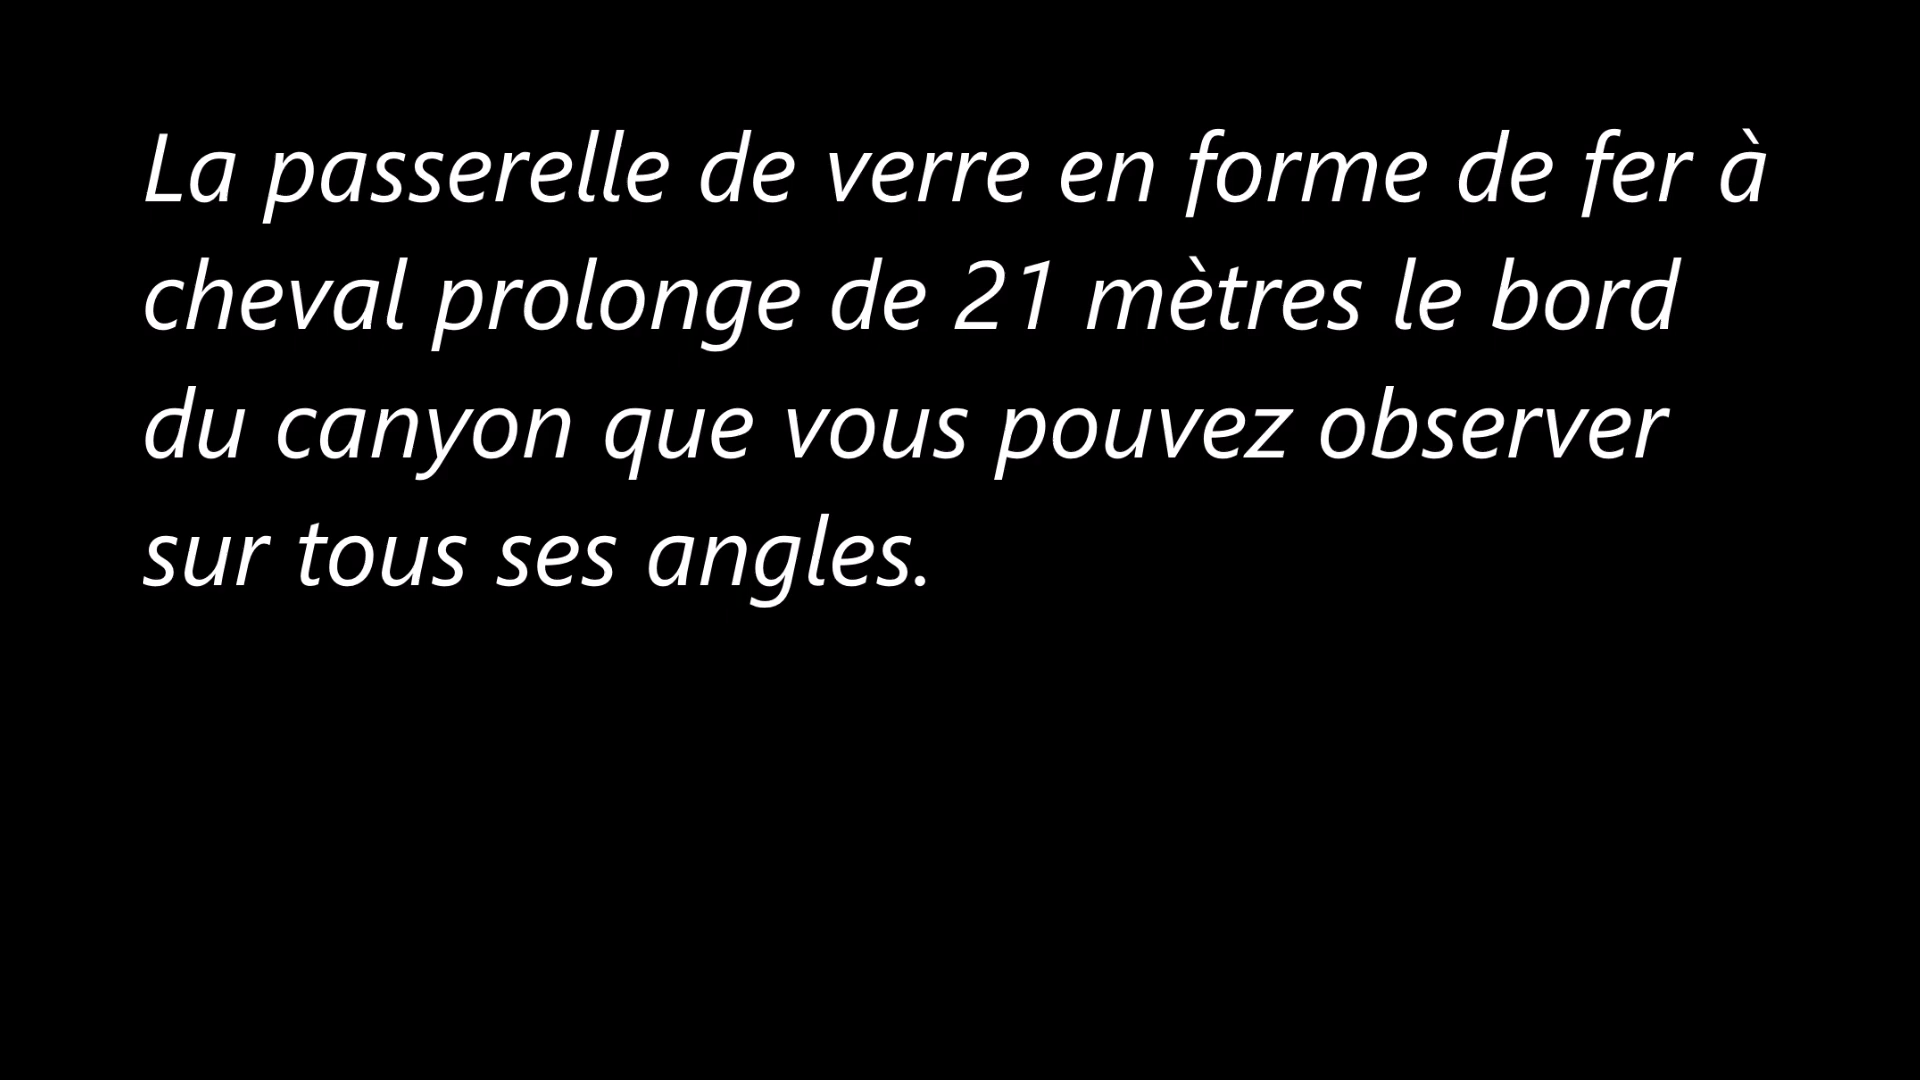 La passerelle de verre en forme de fer à
cheval prolonge de 21 mètres le bord
du canyon que vous pouvez observer
sur tous ses angles.